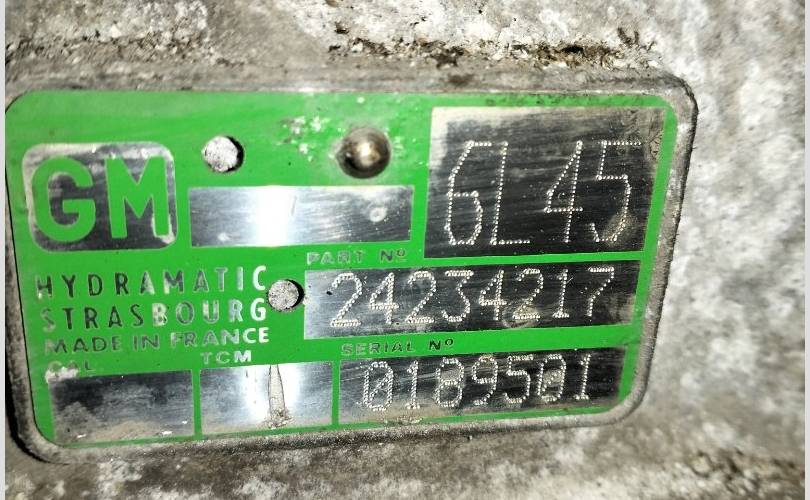 GM
6L45
PART Nº
HYDRAMATIC
24234217
STRASBOURG
MADE IN FRANCE
SERIAL Nº
CAL. TCM
0189501